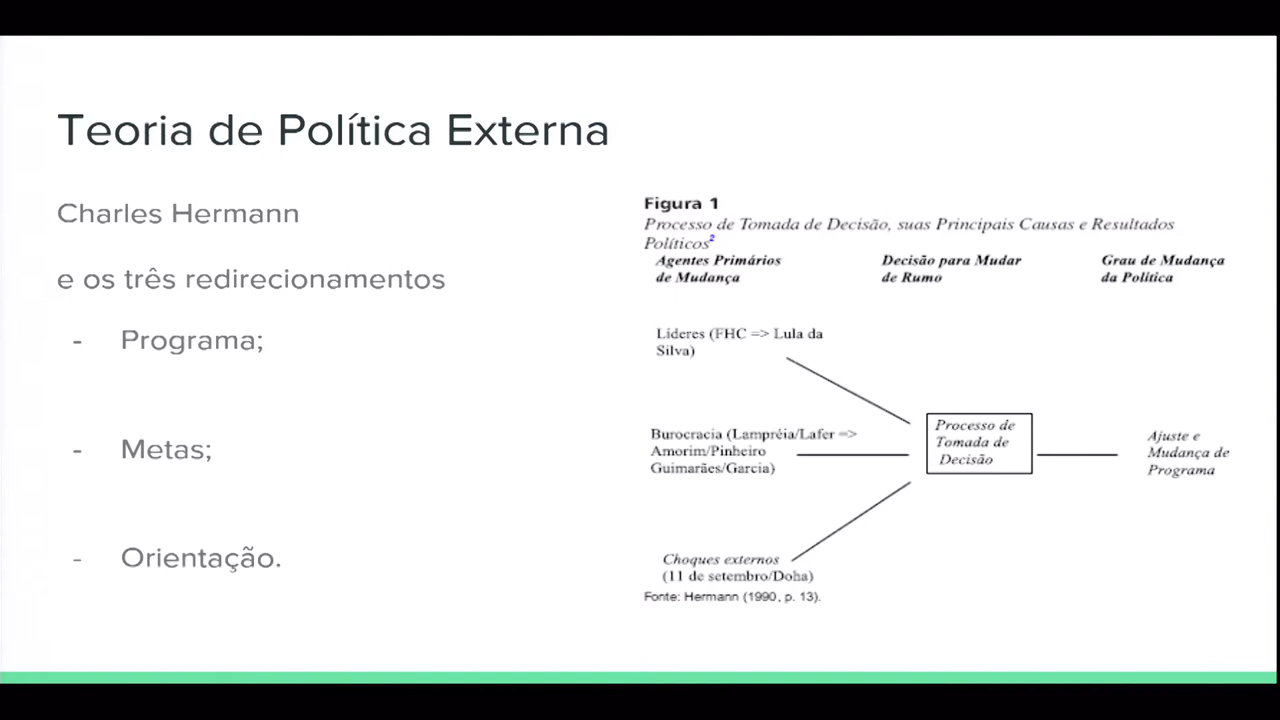 Teoria de Política Externa
Charles Hermann
e os três redirecionamentos
- Programa;
- Metas;
- Orientação.
Figura 1
Processo de Tomada de Decisão, suas Principais Causas e Resultados
Políticos2
Agentes Primários
de Mudança
Decisão para Mudar
de Rumo
Grau de Mudança
da Política
Líderes (FHC => Lula da
Silva)
Burocracia (Lampréia/Lafer =>
Amorim/Pinheiro
Guimarães/Garcia)
Processo de
Tomada de
Decisão
Ajuste e
Mudança de
Programa
Choques externos
(11 de setembro/Doha)
Fonte: Hermann (1990, p. 13).